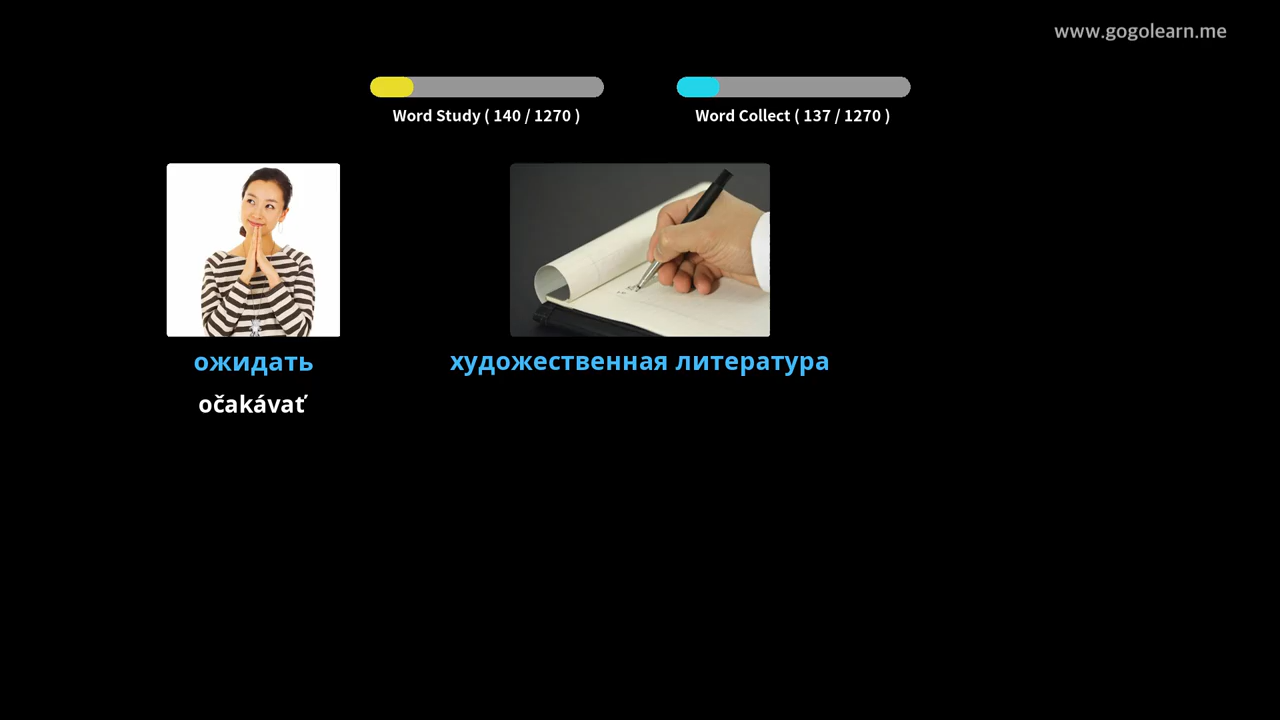 www.gogolearn.me
Word Study ( 140 / 1270 )
Word Collect ( 137 / 1270 )
ожидать
художественная литература
očakávať